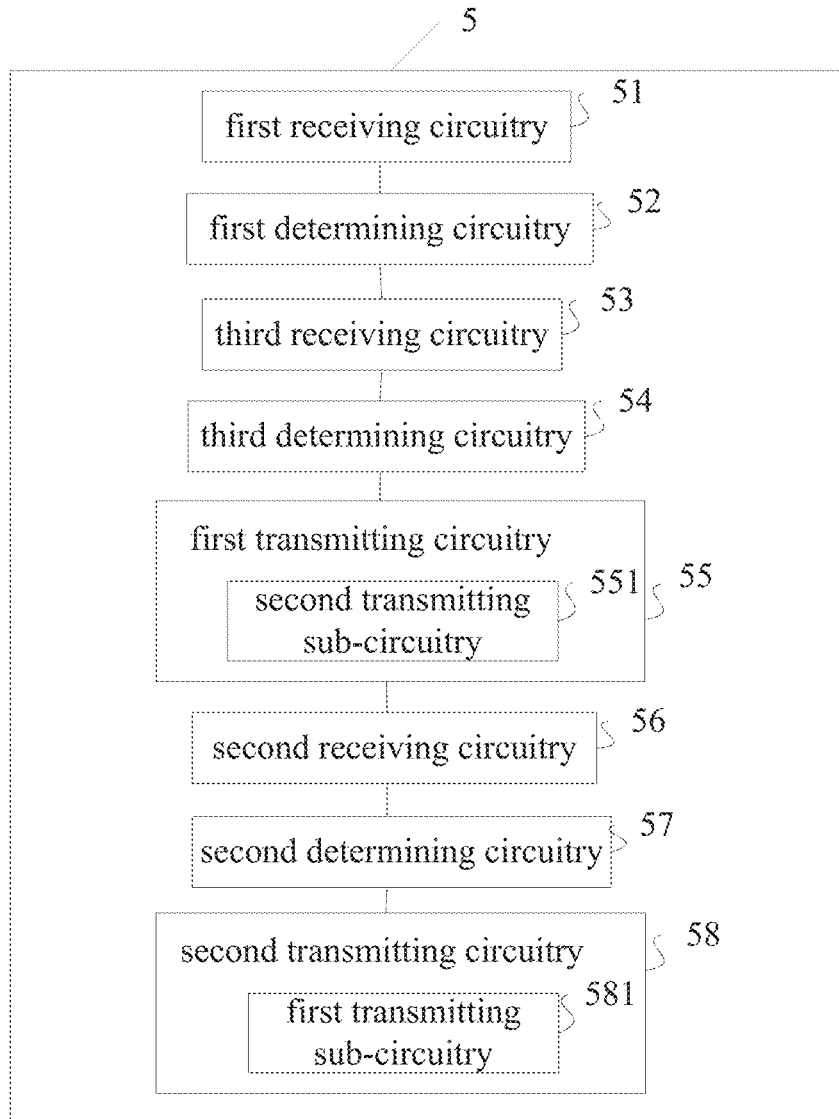 5
51
first receiving circuitry
52
first determining circuitry
53
third receiving circuitry
54
third determining circuitry
first transmitting circuitry
55
551
second transmitting
sub-circuitry
56
second receiving circuitry
57
second determining circuitry
58
second transmitting circuitry
581
first transmitting
sub-circuitry